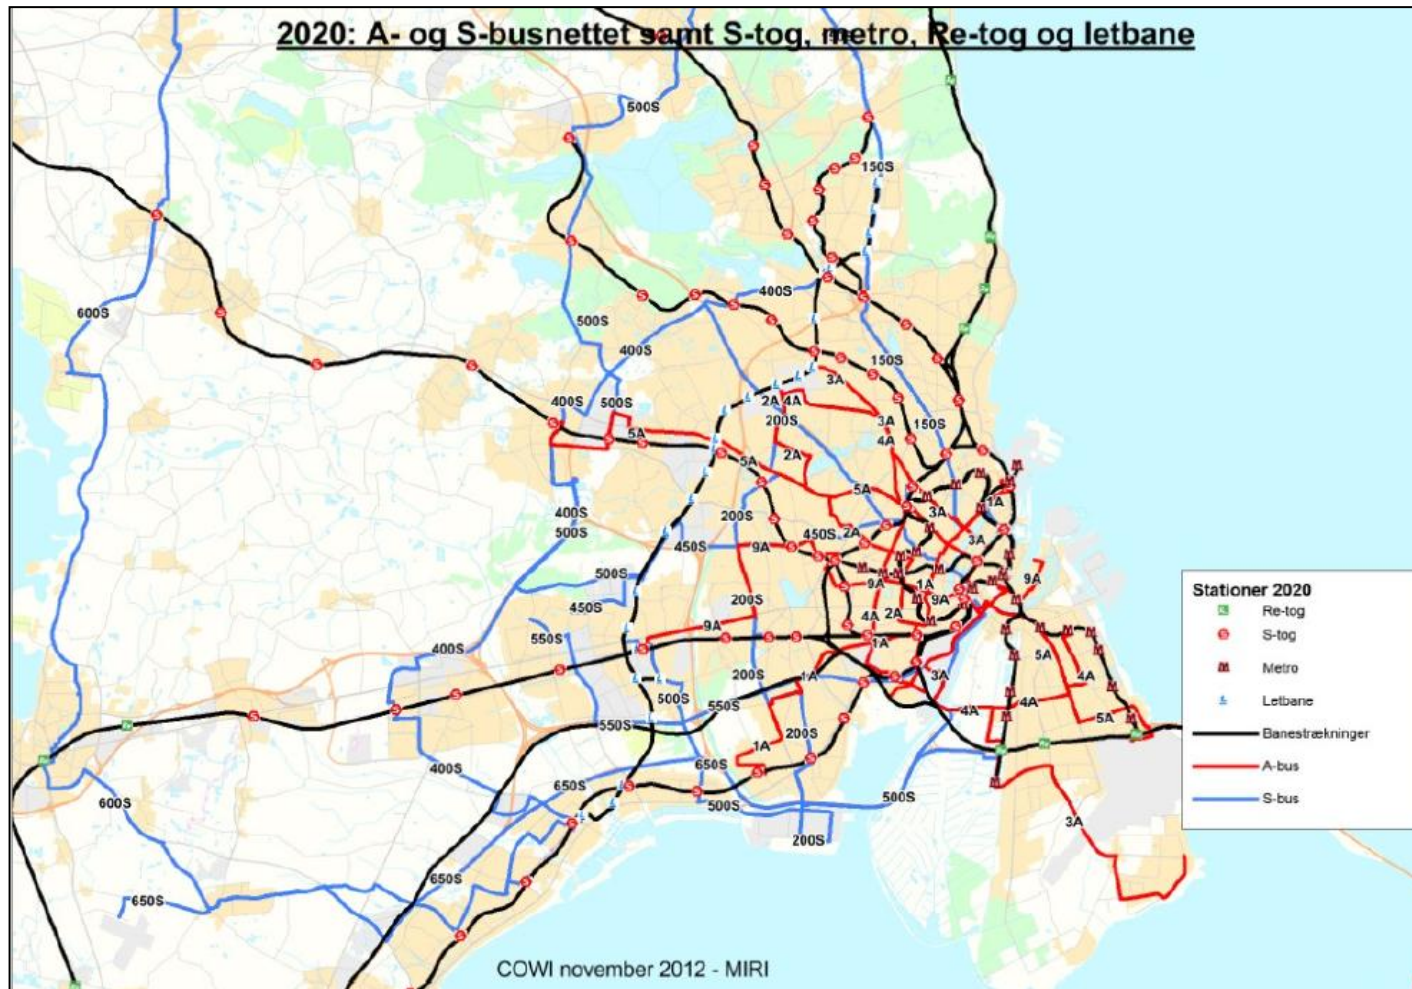 2020: A- og S-busnettet samt S-tog, metro, Re-tog og letbane
500S
150S
600S
400S
500S
400S
150S
3A
2A 4A
400S
500S
200S
3A
150S
5A
4A
2A
5A
5A
1A
400S
200S
3A
500S
450S
2A
3A
450S
9A
500S
9A
1A
9A
450S
200S
2A
9A
4A
550S
9A
1A
400S
5A
200S
1A
3A
4A
500S
550S
4A
4A
5A
550S
200S
1A
650S
400S
650S
600S
500S
500S
3A
200S
650S
650S
Stationer 2020
Re-tog
S-tog
Metro
Letbane
Banestrækninger
A-bus
S-bus
COWI november 2012 - MIRI